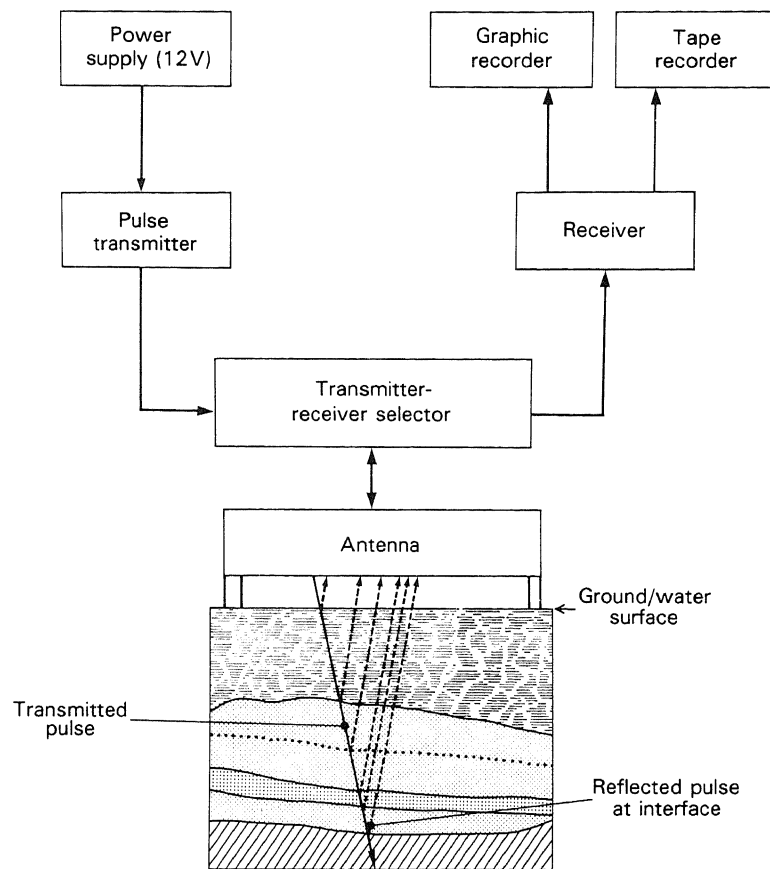 Power
supply (12V)
Graphic
recorder
Tape
recorder
Pulse
transmitter
Receiver
Transmitter-
receiver selector
Antenna
Ground/water
surface
Transmitted
pulse
Reflected pulse
at interface